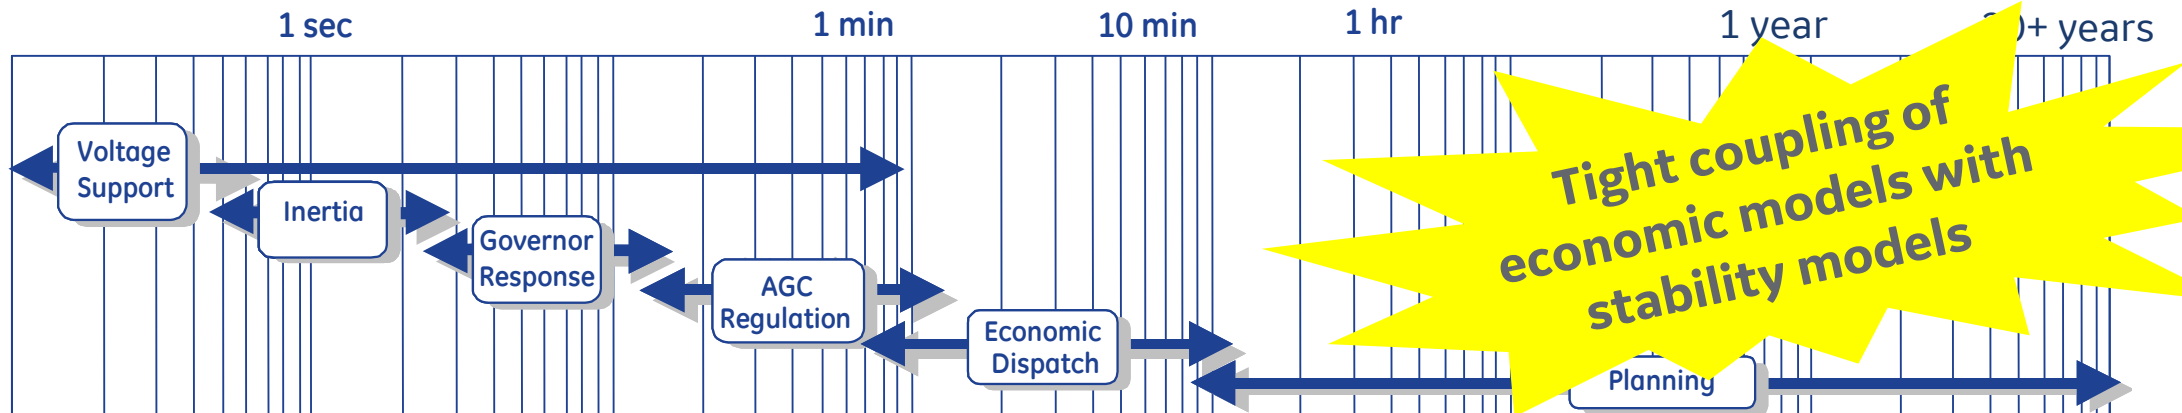 1 sec 1 min 10 min 1 hr 1 year 0+ years
Voltage
Support
Inertia
Governor
Response
AGC
Regulation
Economic
Dispatch
Planning
Tight coupling of
economic models with
stability models